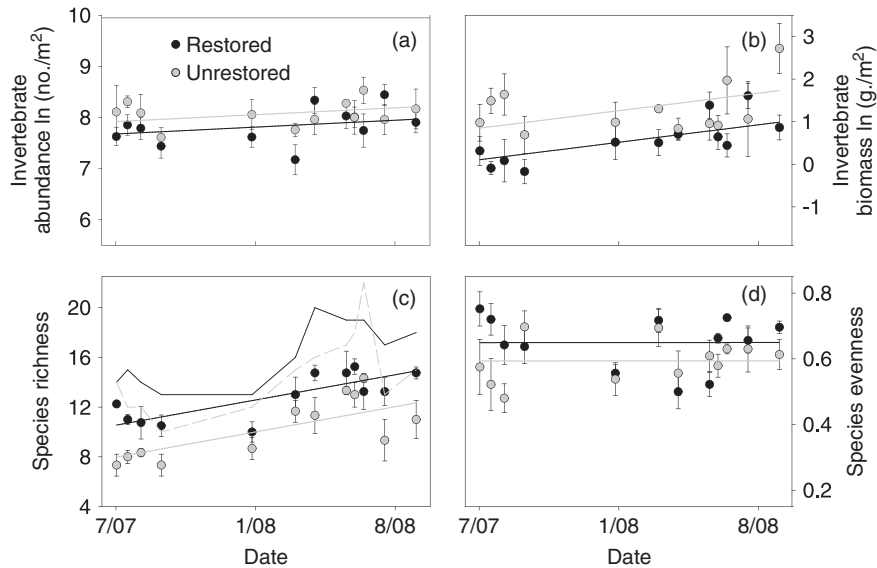 10
8
7
6
Invertebrate
abundance ln (no./m²)
(a)
Restored
Unrestored
(b)
3
2
1
0
-1
Invertebrate
biomass ln (g./m²)
20
16
12
8
4
Species richness
(c)
7/07
1/08
8/08
Date
(d)
0.8
0.6
0.4
0.2
Species evenness
7/07
1/08
8/08
Date